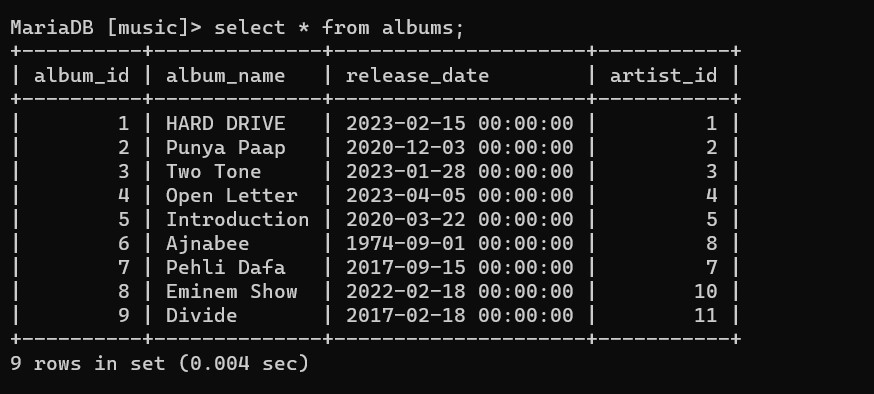 MariaDB [music]> select * from albums;
+----------+--------------+---------------------+-----------+
| album_id | album_name   | release_date        | artist_id |
+----------+--------------+---------------------+-----------+
|        1 | HARD DRIVE   | 2023-02-15 00:00:00 |         1 |
|        2 | Punya Paap   | 2020-12-03 00:00:00 |         2 |
|        3 | Two Tone     | 2023-01-28 00:00:00 |         3 |
|        4 | Open Letter  | 2023-04-05 00:00:00 |         4 |
|        5 | Introduction | 2020-03-22 00:00:00 |         5 |
|        6 | Ajnabee      | 1974-09-01 00:00:00 |         8 |
|        7 | Pehli Dafa   | 2017-09-15 00:00:00 |         7 |
|        8 | Eminem Show  | 2022-02-18 00:00:00 |        10 |
|        9 | Divide       | 2017-02-18 00:00:00 |        11 |
+----------+--------------+---------------------+-----------+
9 rows in set (0.004 sec)